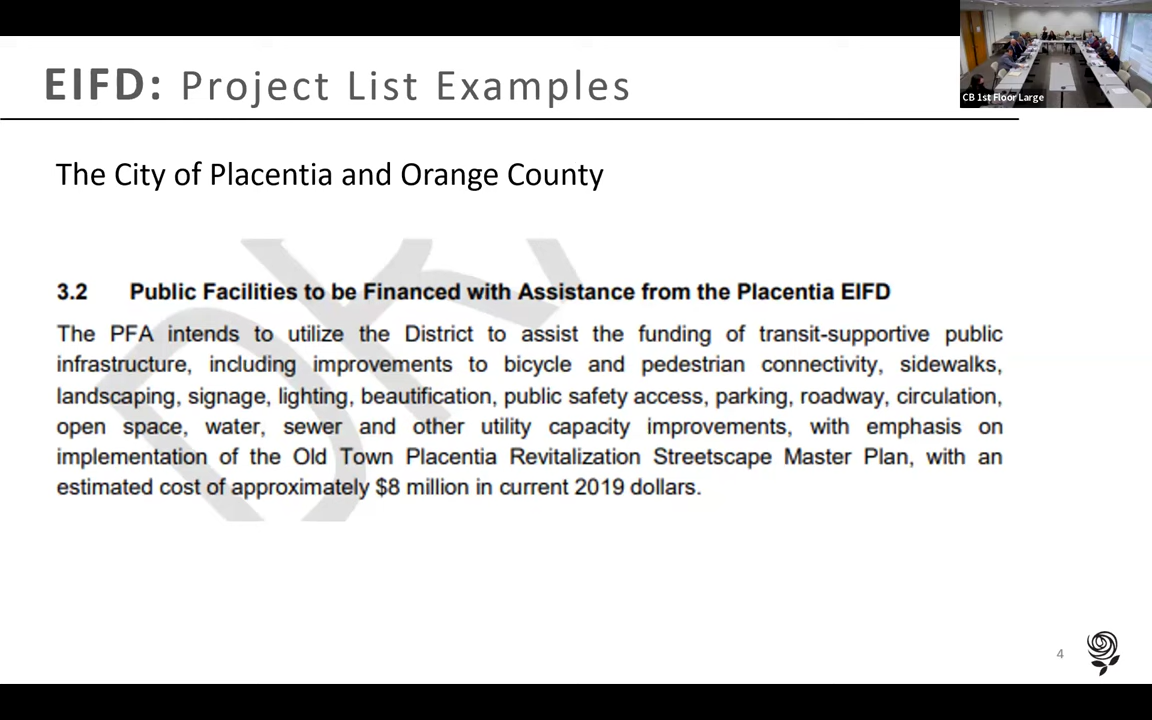 EIFD: Project List Examples
CB 1st Floor Large
The City of Placentia and Orange County
3.2 Public Facilities to be Financed with Assistance from the Placentia EIFD
The PFA intends to utilize the District to assist the funding of transit-supportive public
infrastructure, including improvements to bicycle and pedestrian connectivity, sidewalks,
landscaping, signage, lighting, beautification, public safety access, parking, roadway, circulation,
open space, water, sewer and other utility capacity improvements, with emphasis on
implementation of the Old Town Placentia Revitalization Streetscape Master Plan, with an
estimated cost of approximately $8 million in current 2019 dollars.
4